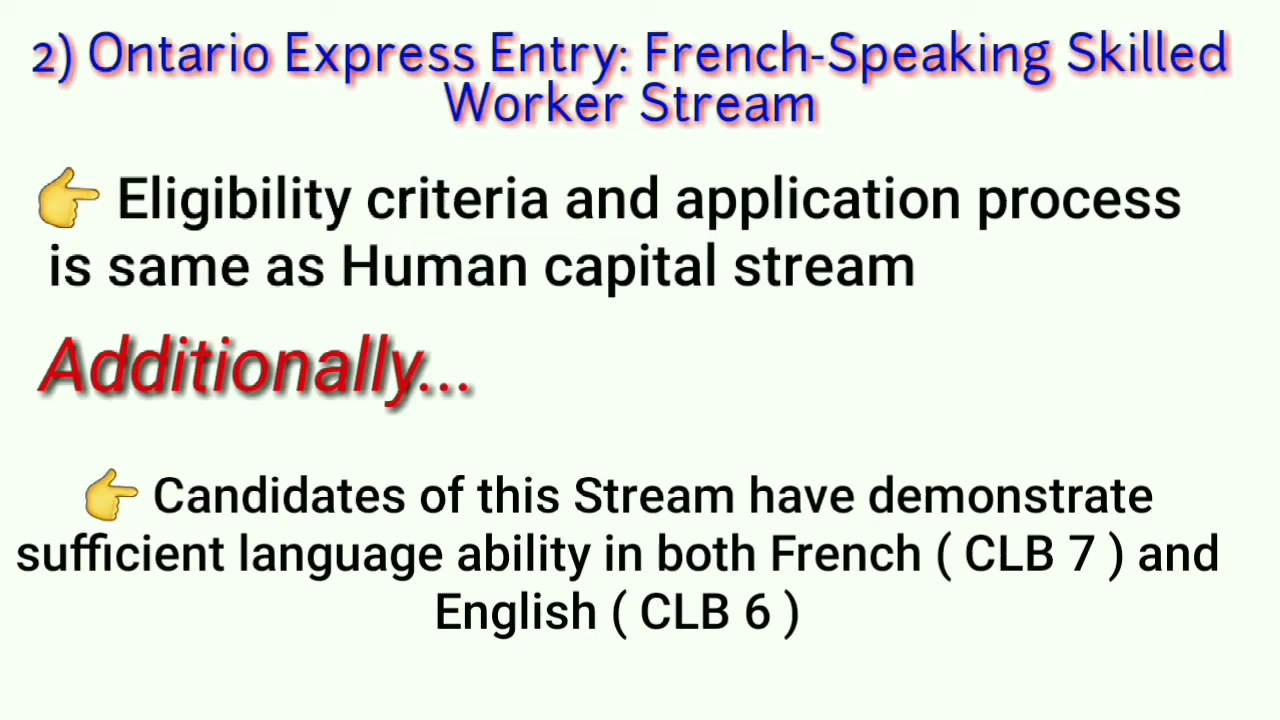 2) Ontario Express Entry: French-Speaking Skilled
Worker Stream
👉 Eligibility criteria and application process
is same as Human capital stream
Additionally...
👉 Candidates of this Stream have demonstrate
sufficient language ability in both French ( CLB 7 ) and
English ( CLB 6 )